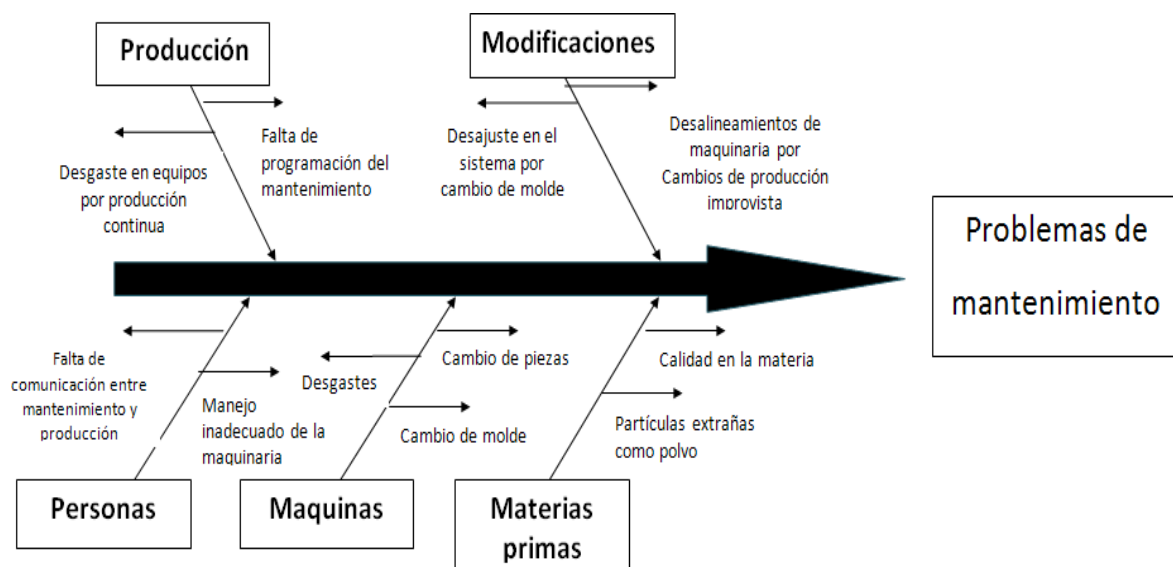 Producción
Modificaciones
Desgaste en equipos
por producción
continua
Falta de
programación del
mantenimiento
Desajuste en el
sistema por
cambio de molde
Desalineamientos de
maquinaria por
Cambios de producción
improvista
Problemas de
mantenimiento
Falta de
comunicación entre
mantenimiento y
producción
Manejo
inadecuado de la
maquinaria
Desgastes
Cambio de piezas
Cambio de molde
Calidad en la materia
Partículas extrañas
como polvo
Personas
Maquinas
Materias
primas